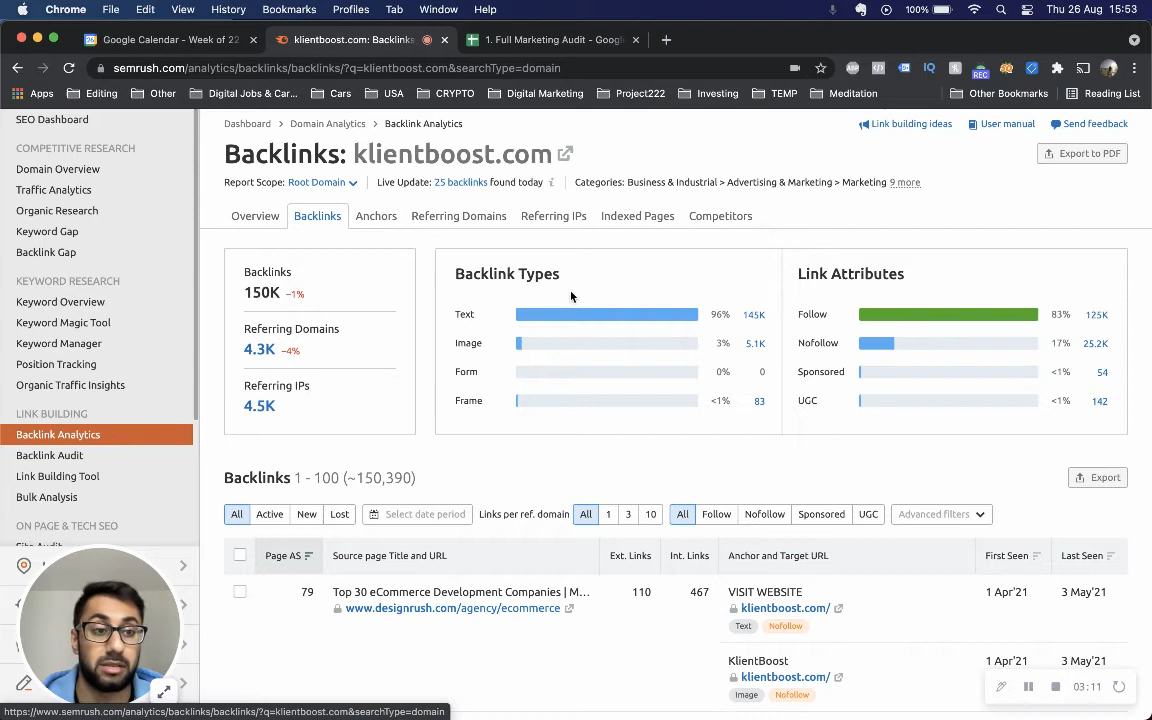 Chrome File Edit View History Bookmarks Profiles Tab Window Help 100% Thu 26 Aug 15:53
Google Calendar - Week of 22 klientboost.com: Backlinks 1. Full Marketing Audit - Google
semrush.com/analytics/backlinks/backlinks/?q=klientboost.com&searchType=domain IQ REC
Apps Editing Other Digital Jobs & Car... Cars USA CRYPTO Digital Marketing Project222 Investing TEMP Meditation Other Bookmarks Reading List
SEO Dashboard
COMPETITIVE RESEARCH
Domain Overview
Traffic Analytics
Organic Research
Keyword Gap
Backlink Gap
KEYWORD RESEARCH
Keyword Overview
Keyword Magic Tool
Keyword Manager
Position Tracking
Organic Traffic Insights
LINK BUILDING
Backlink Analytics
Backlink Audit
Link Building Tool
Bulk Analysis
ON PAGE & TECH SEO
Dashboard > Domain Analytics > Backlink Analytics
Link building ideas User manual Send feedback
Backlinks: klientboost.com
Export to PDF
Report Scope: Root Domain Live Update: 25 backlinks found today i Categories: Business & Industrial > Advertising & Marketing > Marketing 9 more
Overview Backlinks Anchors Referring Domains Referring IPs Indexed Pages Competitors
Backlinks
150K −1%
Referring Domains
4.3K −4%
Referring IPs
4.5K
Backlink Types
Text 96% 145K
Image 3% 5.1K
Form 0% 0
Frame <1% 83
Link Attributes
Follow 83% 125K
Nofollow 17% 25.2K
Sponsored <1% 54
UGC <1% 142
Backlinks 1 - 100 (~150,390)
Export
All Active New Lost Select date period Links per ref. domain All 1 3 10 All Follow Nofollow Sponsored UGC Advanced filters
Page AS Source page Title and URL Ext. Links Int. Links Anchor and Target URL First Seen Last Seen
79 Top 30 eCommerce Development Companies | M... 110 467 VISIT WEBSITE 1 Apr'21 3 May'21
www.designrush.com/agency/ecommerce klientboost.com/
Text Nofollow
KlientBoost 1 Apr'21 3 May'21
klientboost.com/
Image Nofollow
03:11
https://www.semrush.com/analytics/backlinks/backlinks/?q=klientboost.com&searchType=domain